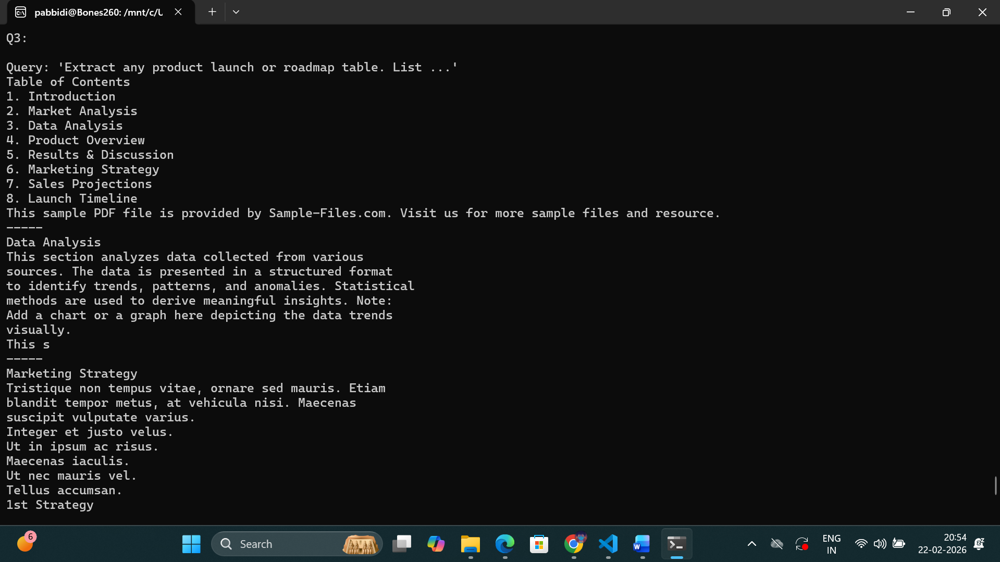 pabbidi@Bones260: /mnt/c/U
Q3:
Query: 'Extract any product launch or roadmap table. List ...'
Table of Contents
1. Introduction
2. Market Analysis
3. Data Analysis
4. Product Overview
5. Results & Discussion
6. Marketing Strategy
7. Sales Projections
8. Launch Timeline
This sample PDF file is provided by Sample-Files.com. Visit us for more sample files and resource.
-----
Data Analysis
This section analyzes data collected from various
sources. The data is presented in a structured format
to identify trends, patterns, and anomalies. Statistical
methods are used to derive meaningful insights. Note:
Add a chart or a graph here depicting the data trends
visually.
This s
-----
Marketing Strategy
Tristique non tempus vitae, ornare sed mauris. Etiam
blandit tempor metus, at vehicula nisi. Maecenas
suscipit vulputate varius.
Integer et justo velus.
Ut in ipsum ac risus.
Maecenas iaculis.
Ut nec mauris vel.
Tellus accumsan.
1st Strategy
6
Search
ENG
IN
20:54
22-02-2026